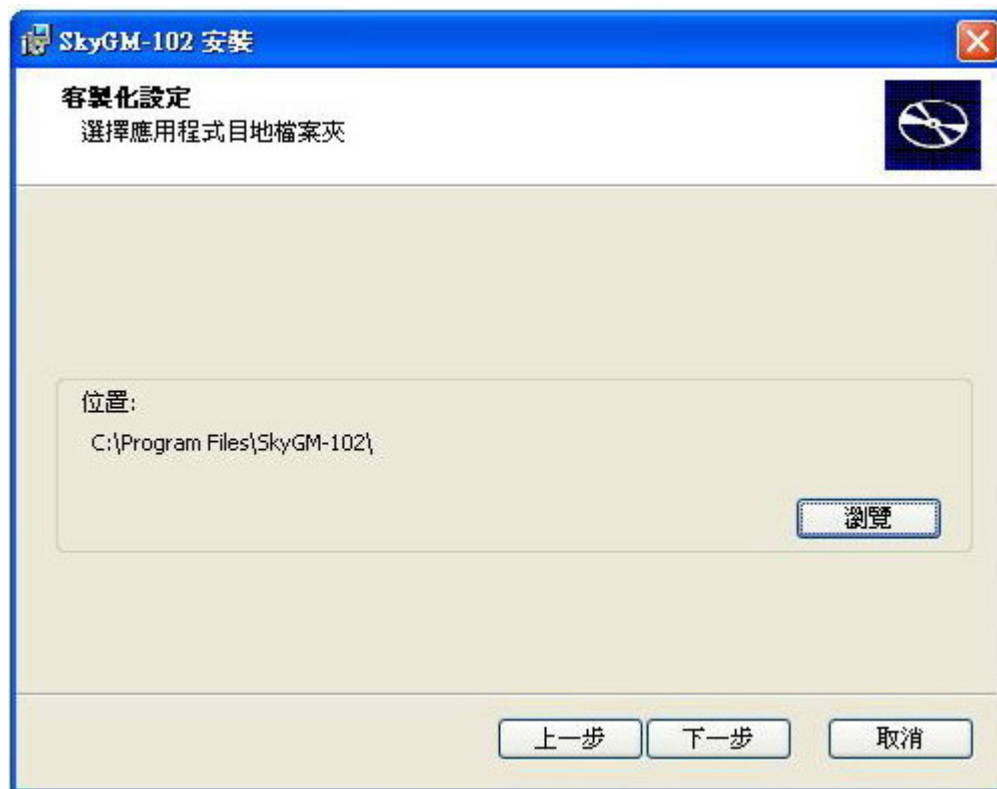 SkyGM-102 安裝
客製化設定
選擇應用程式目地檔案夾
位置:
C:\Program Files\SkyGM-102\
瀏覽
上一步 下一步 取消